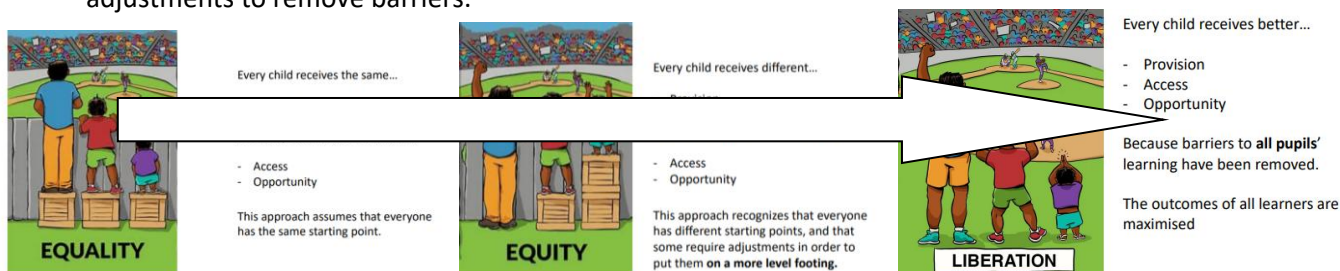 adjustments to remove barriers.
Every child receives the same...
- Access
- Opportunity
This approach assumes that everyone
has the same starting point.
EQUALITY
Every child receives different...
- Access
- Opportunity
This approach recognizes that everyone
has different starting points, and that
some require adjustments in order to
put them on a more level footing.
EQUITY
Every child receives better...
- Provision
- Access
- Opportunity
Because barriers to all pupils'
learning have been removed.
The outcomes of all learners are
maximised
LIBERATION